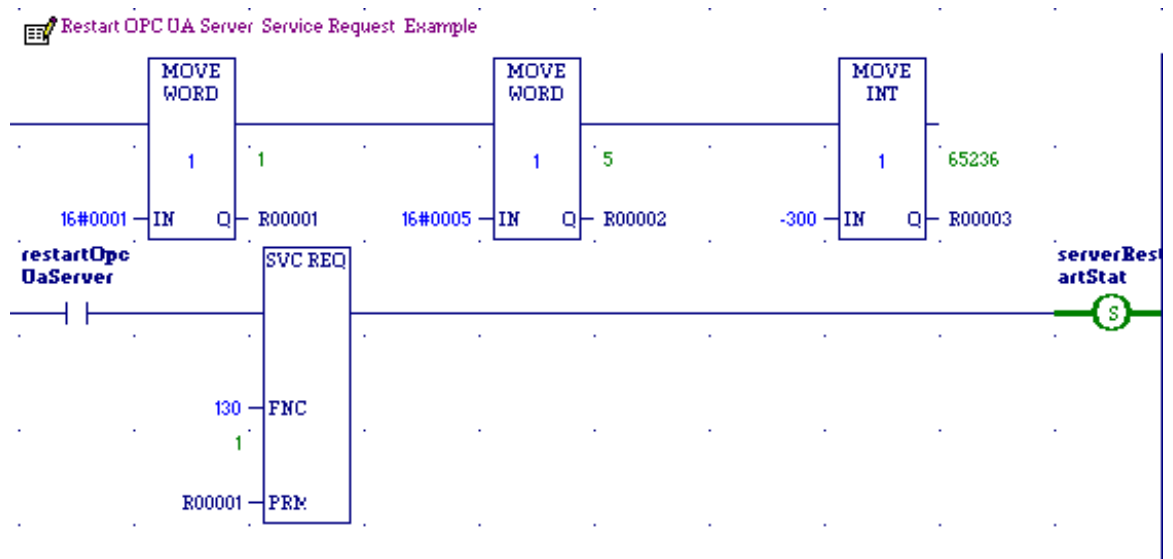 Restart OPC UA Server Service Request Example
MOVE WORD MOVE WORD MOVE INT
1 1 1 5 1 65236
16#0001 IN Q R00001 16#0005 IN Q R00002 -300 IN Q R00003
restartOpc
UaServer
SVC REQ
serverRest
artStat
S
130 FNC
1
R00001 PRM